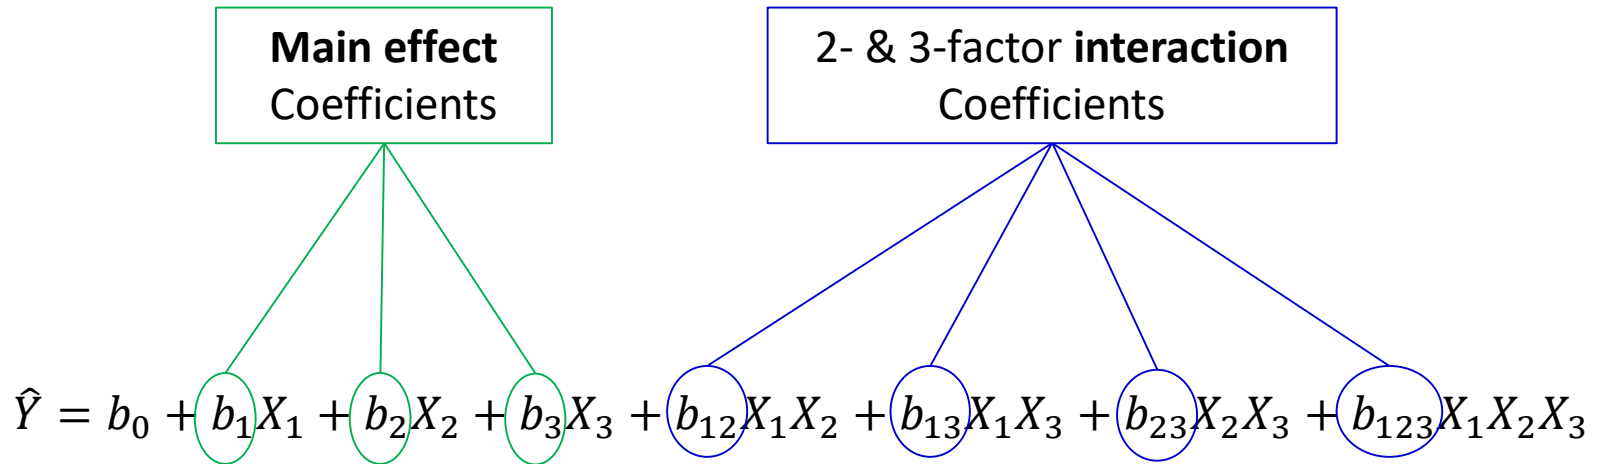 Main effect
Coefficients
2- & 3-factor interaction
Coefficients
Ŷ = b₀ + b₁X₁ + b₂X₂ + b₃X₃ + b₁₂X₁X₂ + b₁₃X₁X₃ + b₂₃X₂X₃ + b₁₂₃X₁X₂X₃